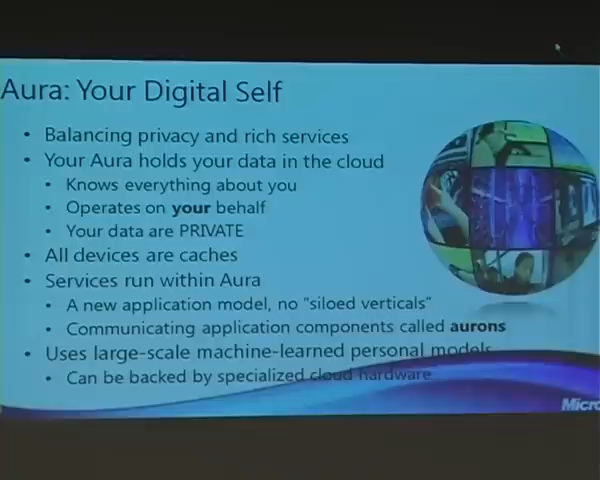 Aura: Your Digital Self
• Balancing privacy and rich services
• Your Aura holds your data in the cloud
• Knows everything about you
• Operates on your behalf
• Your data are PRIVATE
• All devices are caches
• Services run within Aura
• A new application model, no "siloed verticals"
• Communicating application components called aurons
• Uses large-scale machine-learned personal models
• Can be backed by specialized cloud hardware
Micro